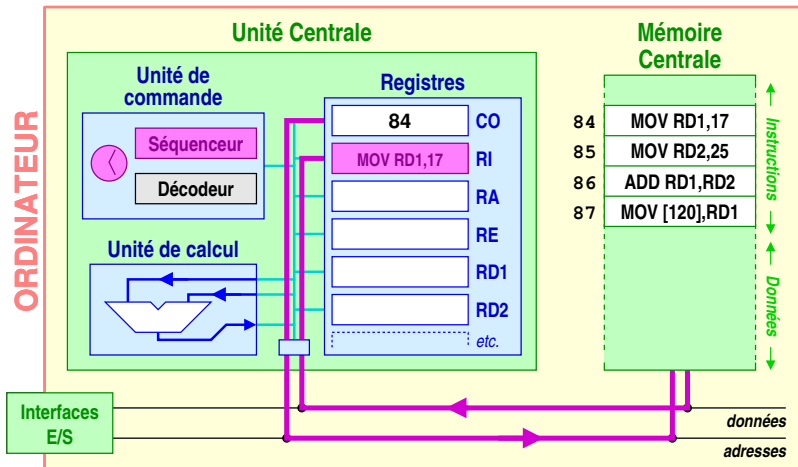 ORDINATEUR
Unité Centrale
Unité de
commande
Séquenceur
Décodeur
Unité de calcul
Registres
84 CO
MOV RD1,17 RI
RA
RE
RD1
RD2
etc.
Mémoire
Centrale
84 MOV RD1,17
85 MOV RD2,25
86 ADD RD1,RD2
87 MOV [120],RD1
Instructions
Données
Interfaces
E/S
données
adresses